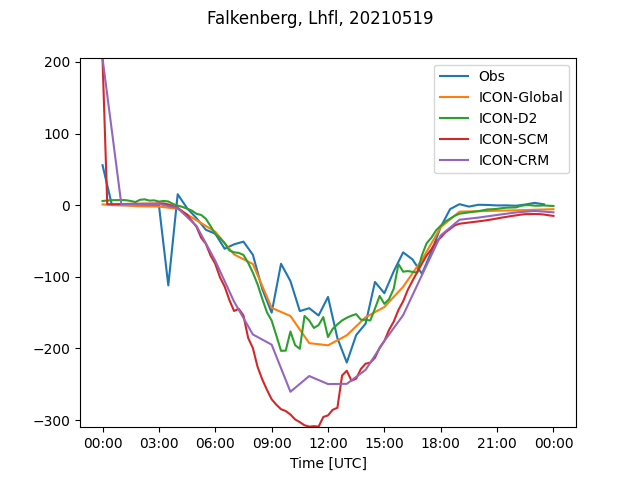 Falkenberg, Lhfl, 20210519
Obs
ICON-Global
ICON-D2
ICON-SCM
ICON-CRM
200
100
0
−100
−200
−300
00:00 03:00 06:00 09:00 12:00 15:00 18:00 21:00 00:00
Time [UTC]